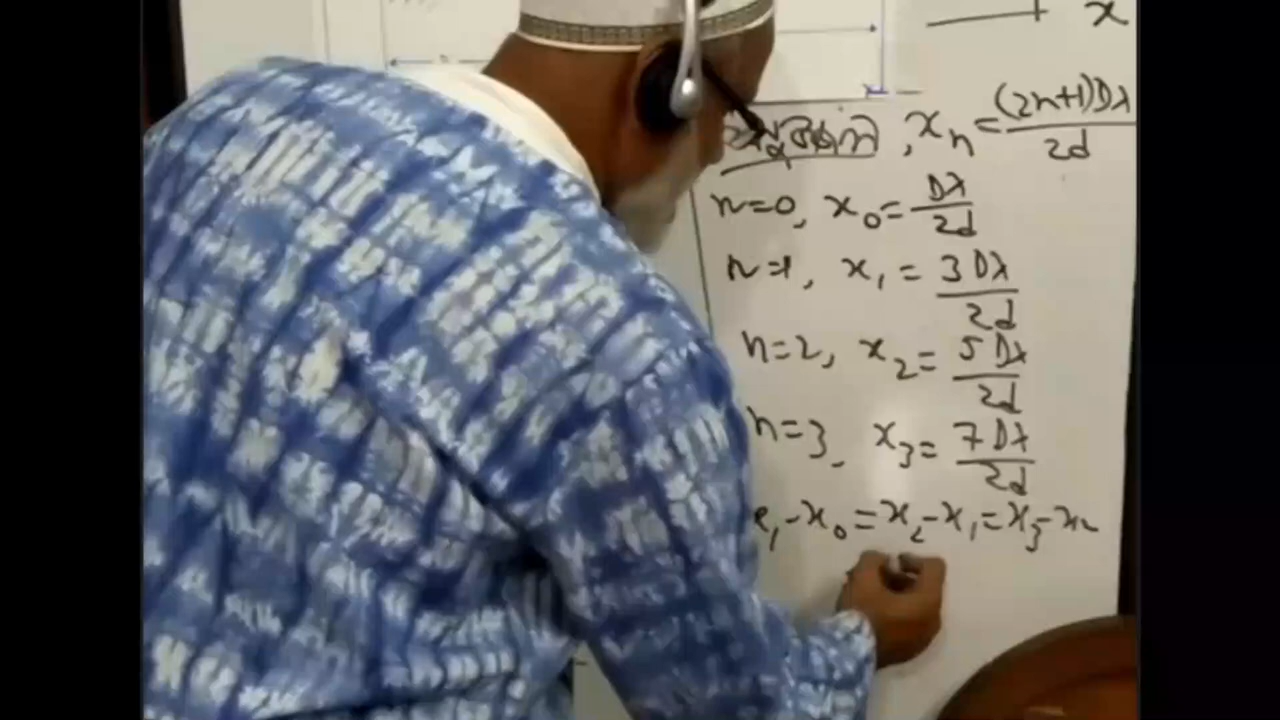 x
, xₙ = (2n+1)Dλ / 2d
n=0, x₀ = Dλ / 2d
n=1, x₁ = 3Dλ / 2d
n=2, x₂ = 5Dλ / 2d
n=3, x₃ = 7Dλ / 2d
x₁-x₀ = x₂-x₁ = x₃-x₂